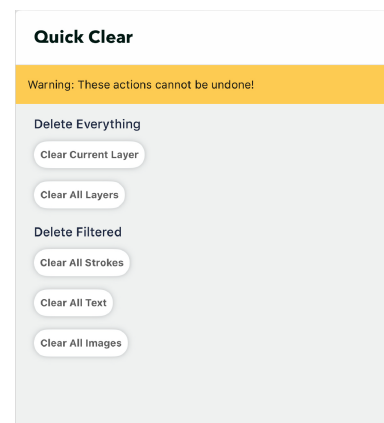 Quick Clear
Warning: These actions cannot be undone!
Delete Everything
Clear Current Layer
Clear All Layers
Delete Filtered
Clear All Strokes
Clear All Text
Clear All Images